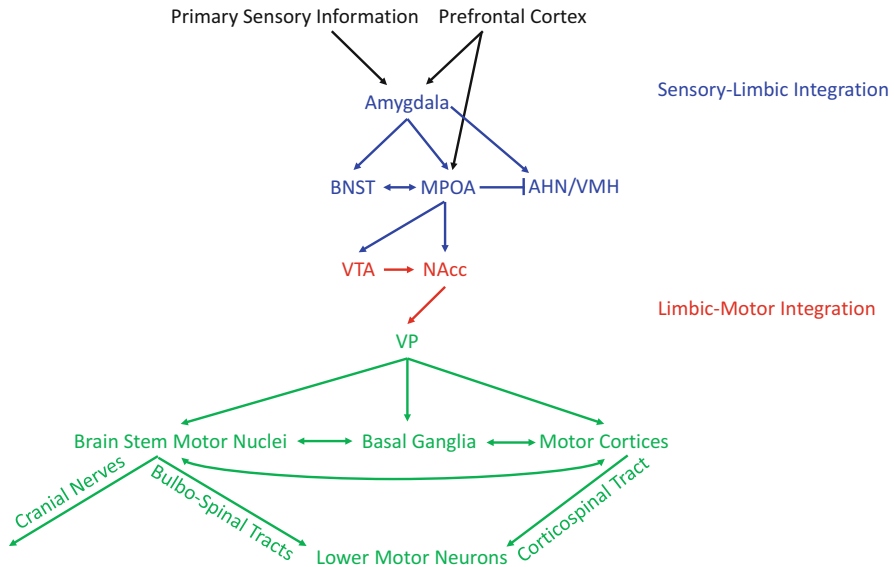 Primary Sensory Information
Prefrontal Cortex
Amygdala
Sensory-Limbic Integration
BNST
MPOA
AHN/VMH
VTA
NAcc
Limbic-Motor Integration
VP
Brain Stem Motor Nuclei
Basal Ganglia
Motor Cortices
Cranial Nerves
Bulbo-Spinal Tracts
Corticospinal Tract
Lower Motor Neurons